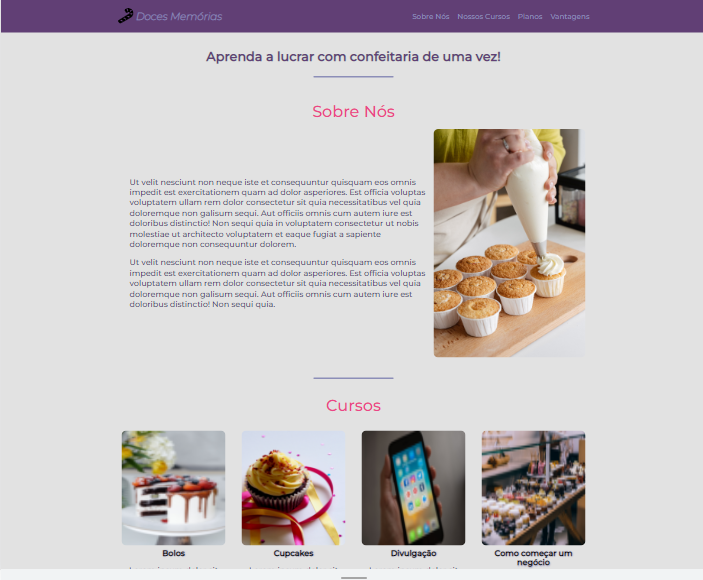 Doces Memórias
Sobre Nós Nossos Cursos Planos Vantagens
Aprenda a lucrar com confeitaria de uma vez!
Sobre Nós
Ut velit nesciunt non neque iste et consequuntur quisquam eos omnis
impedit est exercitationem quam ad dolor asperiores. Est officia voluptas
voluptatem ullam rem dolor consectetur sit quia necessitatibus vel quia
doloremque non galisum sequi. Aut officiis omnis cum autem iure est
doloribus distinctio! Non sequi quia in voluptatem consectetur ut nobis
molestiae ut architecto voluptatem et eaque fugiat a sapiente
doloremque non consequuntur dolorem.
Ut velit nesciunt non neque iste et consequuntur quisquam eos omnis
impedit est exercitationem quam ad dolor asperiores. Est officia voluptas
voluptatem ullam rem dolor consectetur sit quia necessitatibus vel quia
doloremque non galisum sequi. Aut officiis omnis cum autem iure est
doloribus distinctio! Non sequi quia.
Cursos
Bolos
Cupcakes
Divulgação
Como começar um
negócio